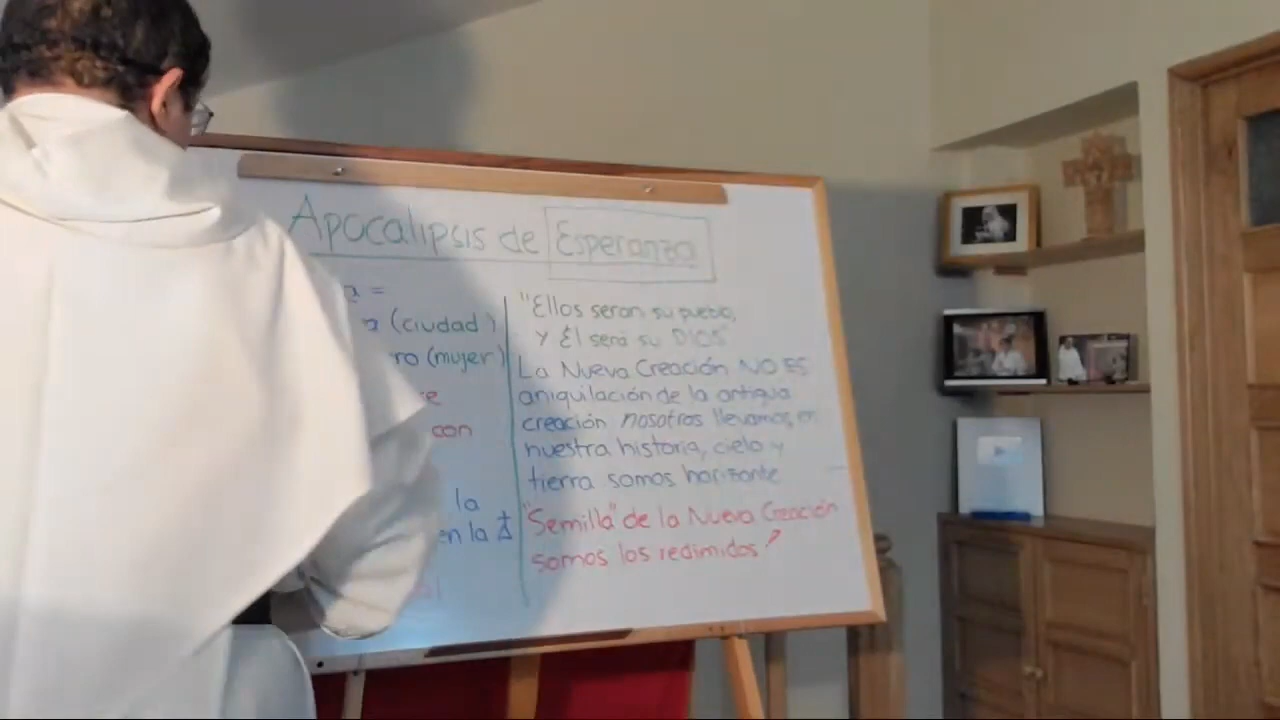 Apocalipsis de Esperanza
(ciudad)
(mujer)
con
la
en la
"Ellos seran su pueblo,
y Él será su DIOS"
La Nueva Creación NO ES
aniquilación de la antigua
creación nosotros llevamos, en
nuestra historia, cielo y
tierra somos horizonte
"Semilla" de la Nueva Creación
somos los redimidos